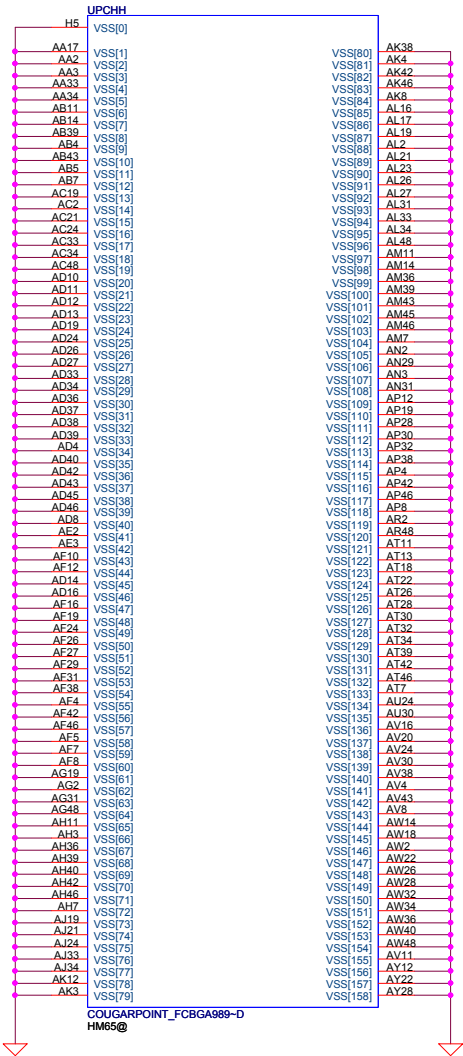 UPCHH
H5 VSS[0]
AA17 VSS[1] VSS[80] AK38
AA2 VSS[2] VSS[81] AK4
AA3 VSS[3] VSS[82] AK42
AA33 VSS[4] VSS[83] AK46
AA34 VSS[5] VSS[84] AK8
AB11 VSS[6] VSS[85] AL16
AB14 VSS[7] VSS[86] AL17
AB39 VSS[8] VSS[87] AL19
AB4 VSS[9] VSS[88] AL2
AB43 VSS[10] VSS[89] AL21
AB5 VSS[11] VSS[90] AL23
AB7 VSS[12] VSS[91] AL26
AC19 VSS[13] VSS[92] AL27
AC2 VSS[14] VSS[93] AL31
AC21 VSS[15] VSS[94] AL33
AC24 VSS[16] VSS[95] AL34
AC33 VSS[17] VSS[96] AL48
AC34 VSS[18] VSS[97] AM11
AC48 VSS[19] VSS[98] AM14
AD10 VSS[20] VSS[99] AM36
AD11 VSS[21] VSS[100] AM39
AD12 VSS[22] VSS[101] AM43
AD13 VSS[23] VSS[102] AM45
AD19 VSS[24] VSS[103] AM46
AD24 VSS[25] VSS[104] AM7
AD26 VSS[26] VSS[105] AN2
AD27 VSS[27] VSS[106] AN29
AD33 VSS[28] VSS[107] AN3
AD34 VSS[29] VSS[108] AN31
AD36 VSS[30] VSS[109] AP12
AD37 VSS[31] VSS[110] AP19
AD38 VSS[32] VSS[111] AP28
AD39 VSS[33] VSS[112] AP30
AD4 VSS[34] VSS[113] AP32
AD40 VSS[35] VSS[114] AP38
AD42 VSS[36] VSS[115] AP4
AD43 VSS[37] VSS[116] AP42
AD45 VSS[38] VSS[117] AP46
AD46 VSS[39] VSS[118] AP8
AD8 VSS[40] VSS[119] AR2
AE2 VSS[41] VSS[120] AR48
AE3 VSS[42] VSS[121] AT11
AF10 VSS[43] VSS[122] AT13
AF12 VSS[44] VSS[123] AT18
AD14 VSS[45] VSS[124] AT22
AD16 VSS[46] VSS[125] AT26
AF16 VSS[47] VSS[126] AT28
AF19 VSS[48] VSS[127] AT30
AF24 VSS[49] VSS[128] AT32
AF26 VSS[50] VSS[129] AT34
AF27 VSS[51] VSS[130] AT39
AF29 VSS[52] VSS[131] AT42
AF31 VSS[53] VSS[132] AT46
AF38 VSS[54] VSS[133] AT7
AF4 VSS[55] VSS[134] AU24
AF42 VSS[56] VSS[135] AU30
AF46 VSS[57] VSS[136] AV16
AF5 VSS[58] VSS[137] AV20
AF7 VSS[59] VSS[138] AV24
AF8 VSS[60] VSS[139] AV30
AG19 VSS[61] VSS[140] AV38
AG2 VSS[62] VSS[141] AV4
AG31 VSS[63] VSS[142] AV43
AG48 VSS[64] VSS[143] AV8
AH11 VSS[65] VSS[144] AW14
AH3 VSS[66] VSS[145] AW18
AH36 VSS[67] VSS[146] AW2
AH39 VSS[68] VSS[147] AW22
AH40 VSS[69] VSS[148] AW26
AH42 VSS[70] VSS[149] AW28
AH46 VSS[71] VSS[150] AW32
AH7 VSS[72] VSS[151] AW34
AJ19 VSS[73] VSS[152] AW36
AJ21 VSS[74] VSS[153] AW40
AJ24 VSS[75] VSS[154] AW48
AJ33 VSS[76] VSS[155] AV11
AJ34 VSS[77] VSS[156] AY12
AK12 VSS[78] VSS[157] AY22
AK3 VSS[79] VSS[158] AY28
COUGARPOINT_FCBGA989~D
HM65@